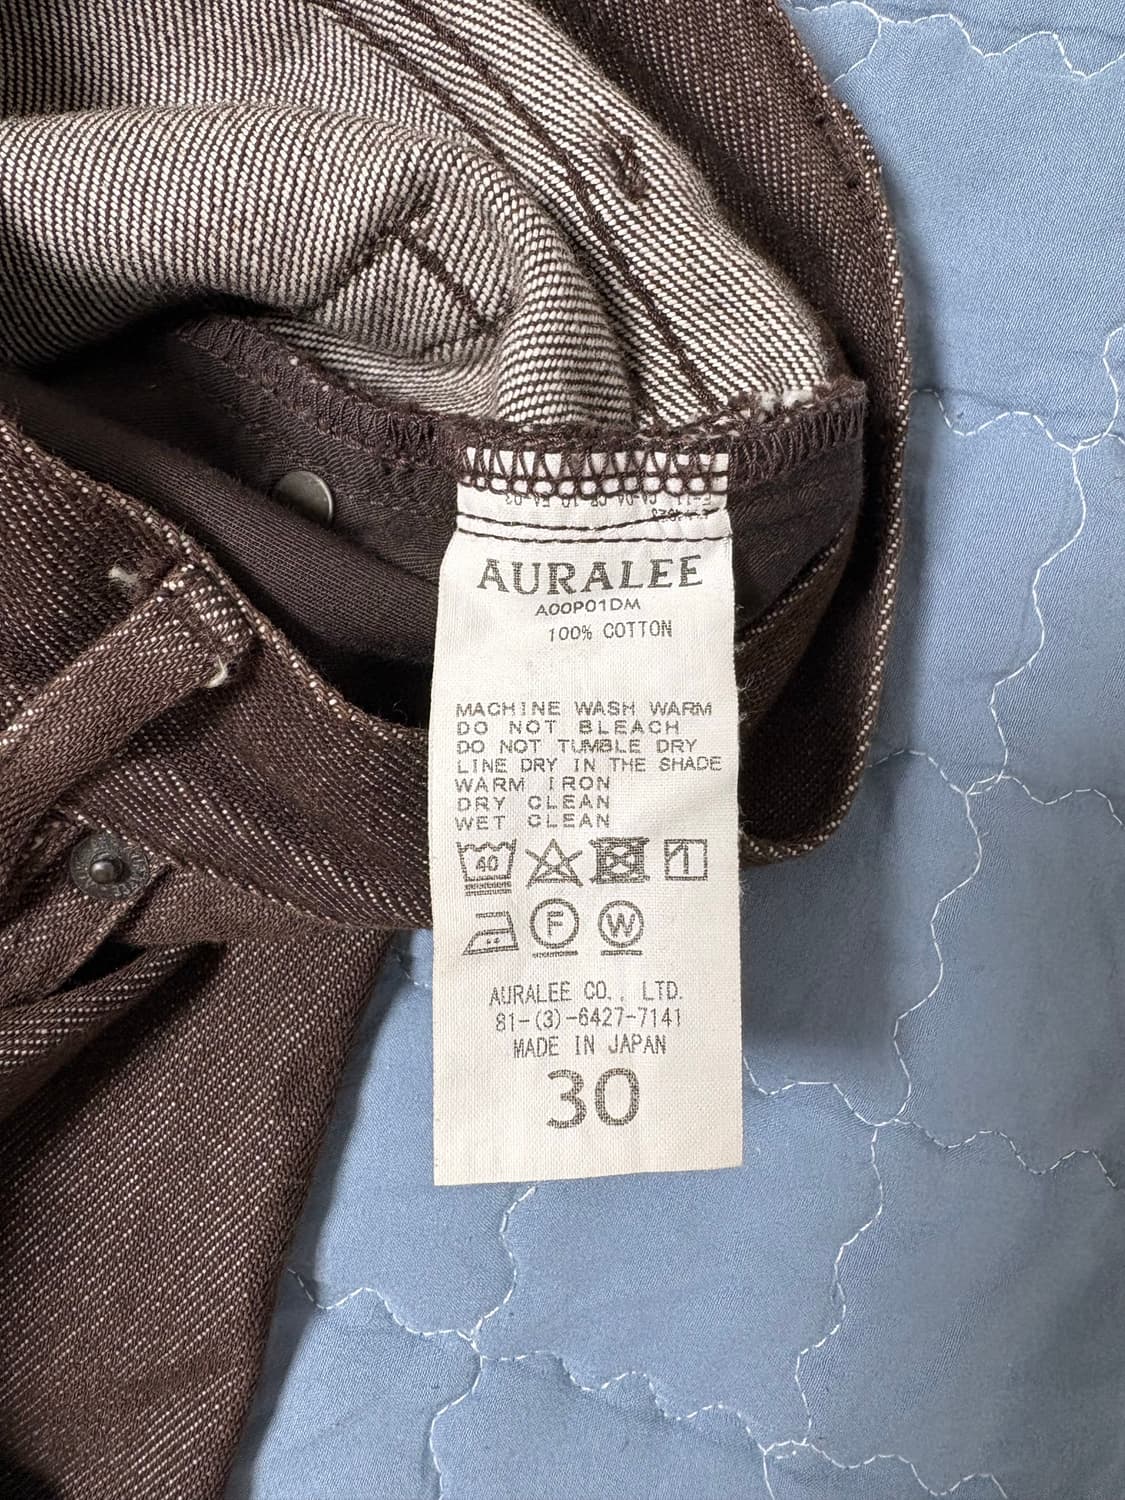 AURALEE
A00P01DM
100% COTTON
MACHINE WASH WARM
DO NOT BLEACH
DO NOT TUMBLE DRY
LINE DRY IN THE SHADE
WARM IRON
DRY CLEAN
WET CLEAN
40
F W
AURALEE CO., LTD.
81-(3)-6427-7141
MADE IN JAPAN
30